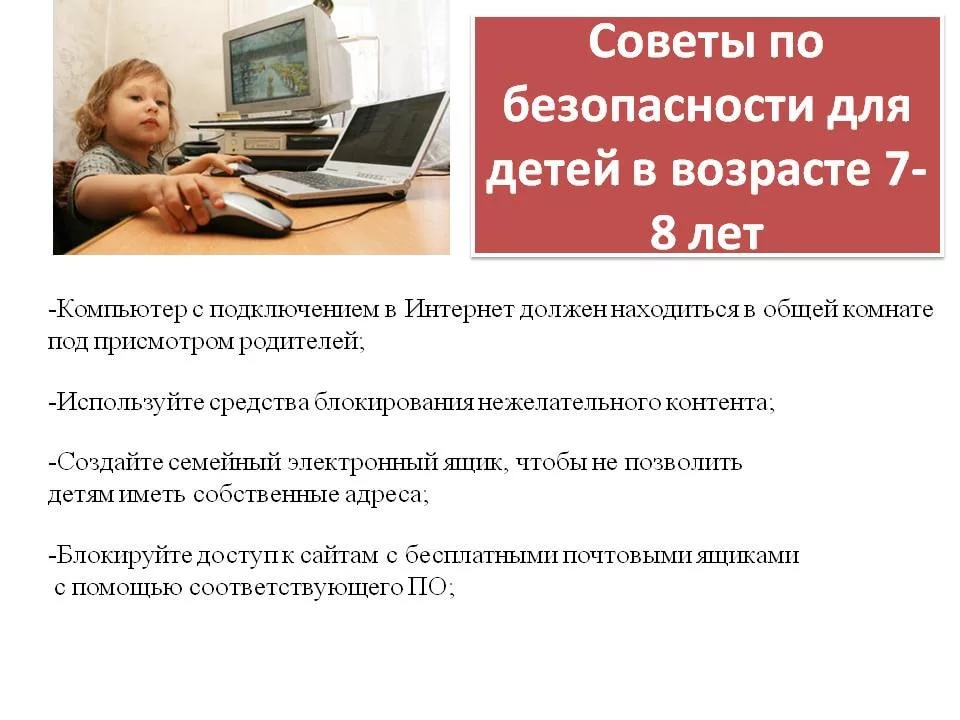 Советы по
безопасности для
детей в возрасте 7-
8 лет
-Компьютер с подключением в Интернет должен находиться в общей комнате
под присмотром родителей;
-Используйте средства блокирования нежелательного контента;
-Создайте семейный электронный ящик, чтобы не позволить
детям иметь собственные адреса;
-Блокируйте доступ к сайтам с бесплатными почтовыми ящиками
с помощью соответствующего ПО;